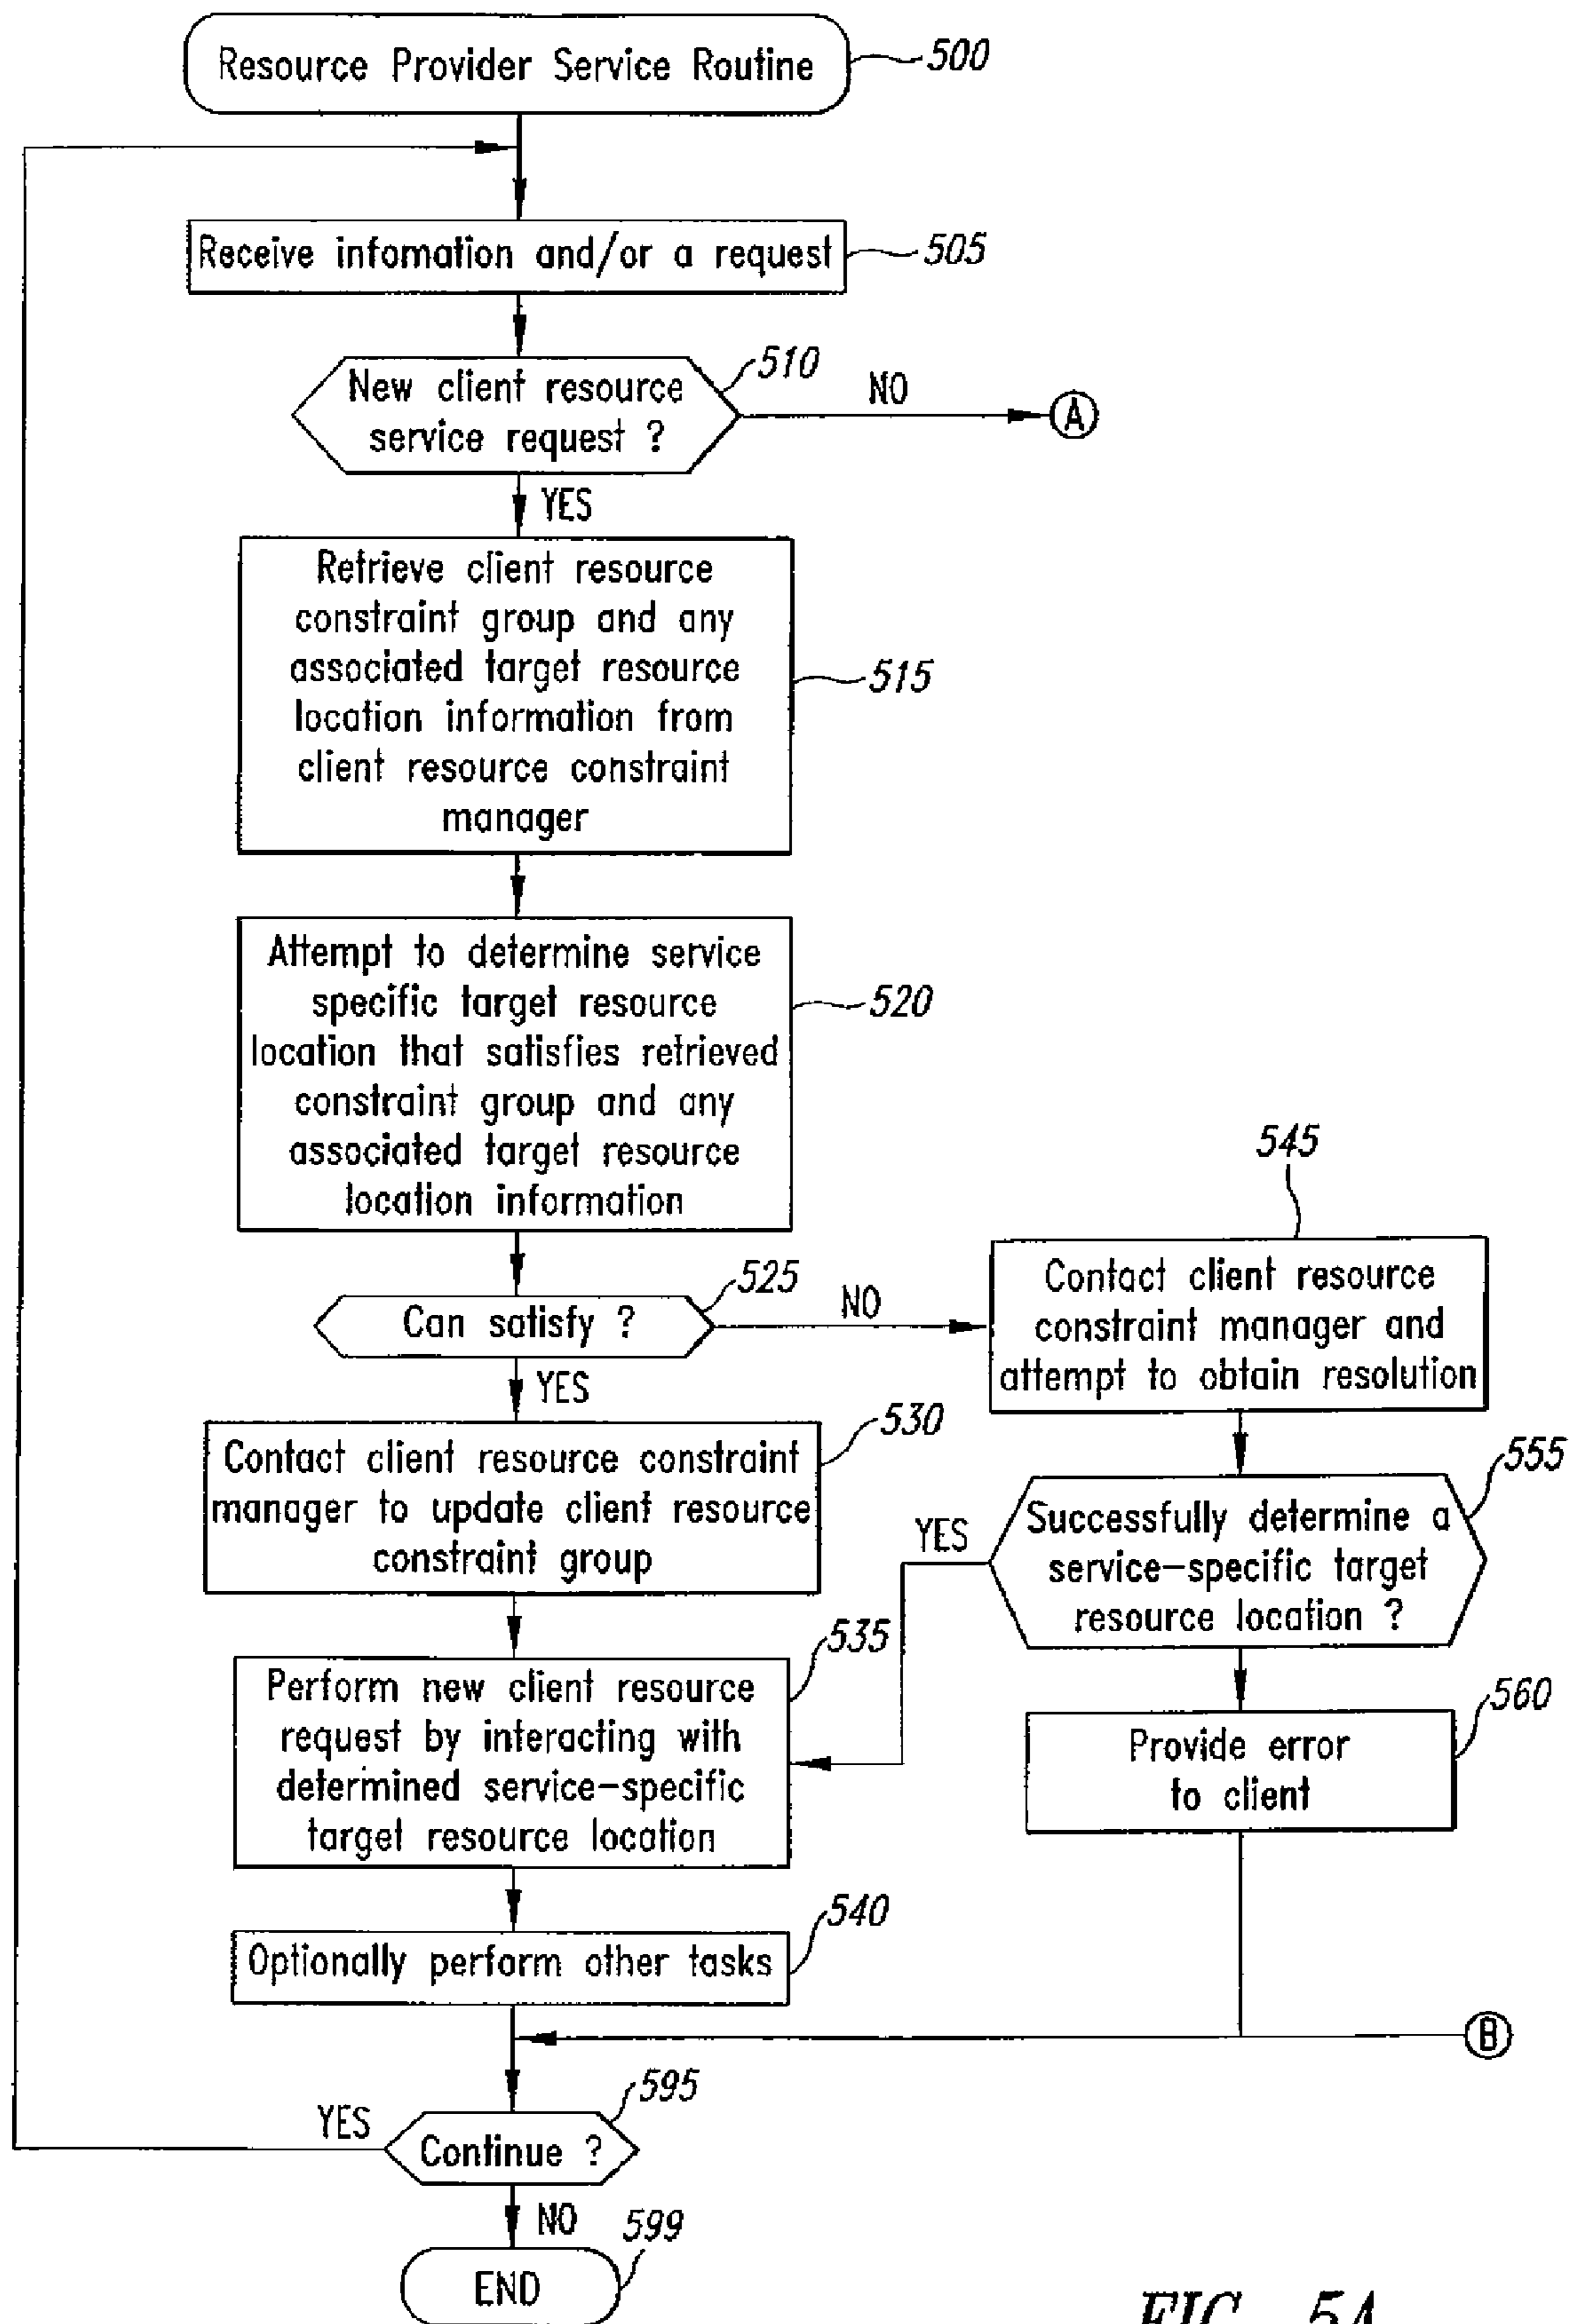 Resource Provider Service Routine
500
Receive infomation and/or a request
505
New client resource
service request ?
510
NO
A
YES
Retrieve client resource
constraint group and any
associated target resource
location information from
client resource constraint
manager
515
Attempt to determine service
specific target resource
location that satisfies retrieved
constraint group and any
associated target resource
location information
520
Can satisfy ?
525
NO
545
Contact client resource
constraint manager and
attempt to obtain resolution
YES
Contact client resource constraint
manager to update client resource
constraint group
530
Successfully determine a
service-specific target
resource location ?
555
YES
Perform new client resource
request by interacting with
determined service-specific
target resource location
535
Provide error
to client
560
Optionally perform other tasks
540
B
Continue ?
595
YES
NO
END
599
FIG. 5A